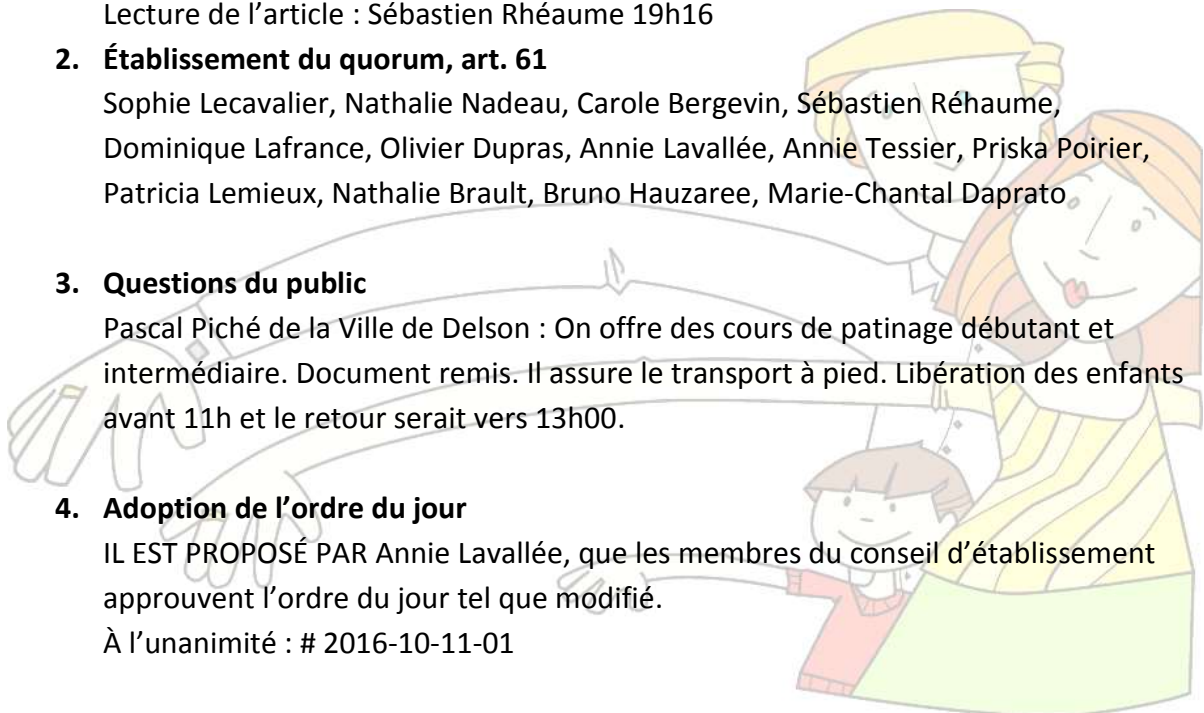 Lecture de l’article : Sébastien Rhéaume 19h16
2. Établissement du quorum, art. 61
Sophie Lecavalier, Nathalie Nadeau, Carole Bergevin, Sébastien Réhaume,
Dominique Lafrance, Olivier Dupras, Annie Lavallée, Annie Tessier, Priska Poirier,
Patricia Lemieux, Nathalie Brault, Bruno Hauzaree, Marie-Chantal Daprato
3. Questions du public
Pascal Piché de la Ville de Delson : On offre des cours de patinage débutant et
intermédiaire. Document remis. Il assure le transport à pied. Libération des enfants
avant 11h et le retour serait vers 13h00.
4. Adoption de l’ordre du jour
IL EST PROPOSÉ PAR Annie Lavallée, que les membres du conseil d’établissement
approuvent l’ordre du jour tel que modifié.
À l’unanimité : # 2016-10-11-01